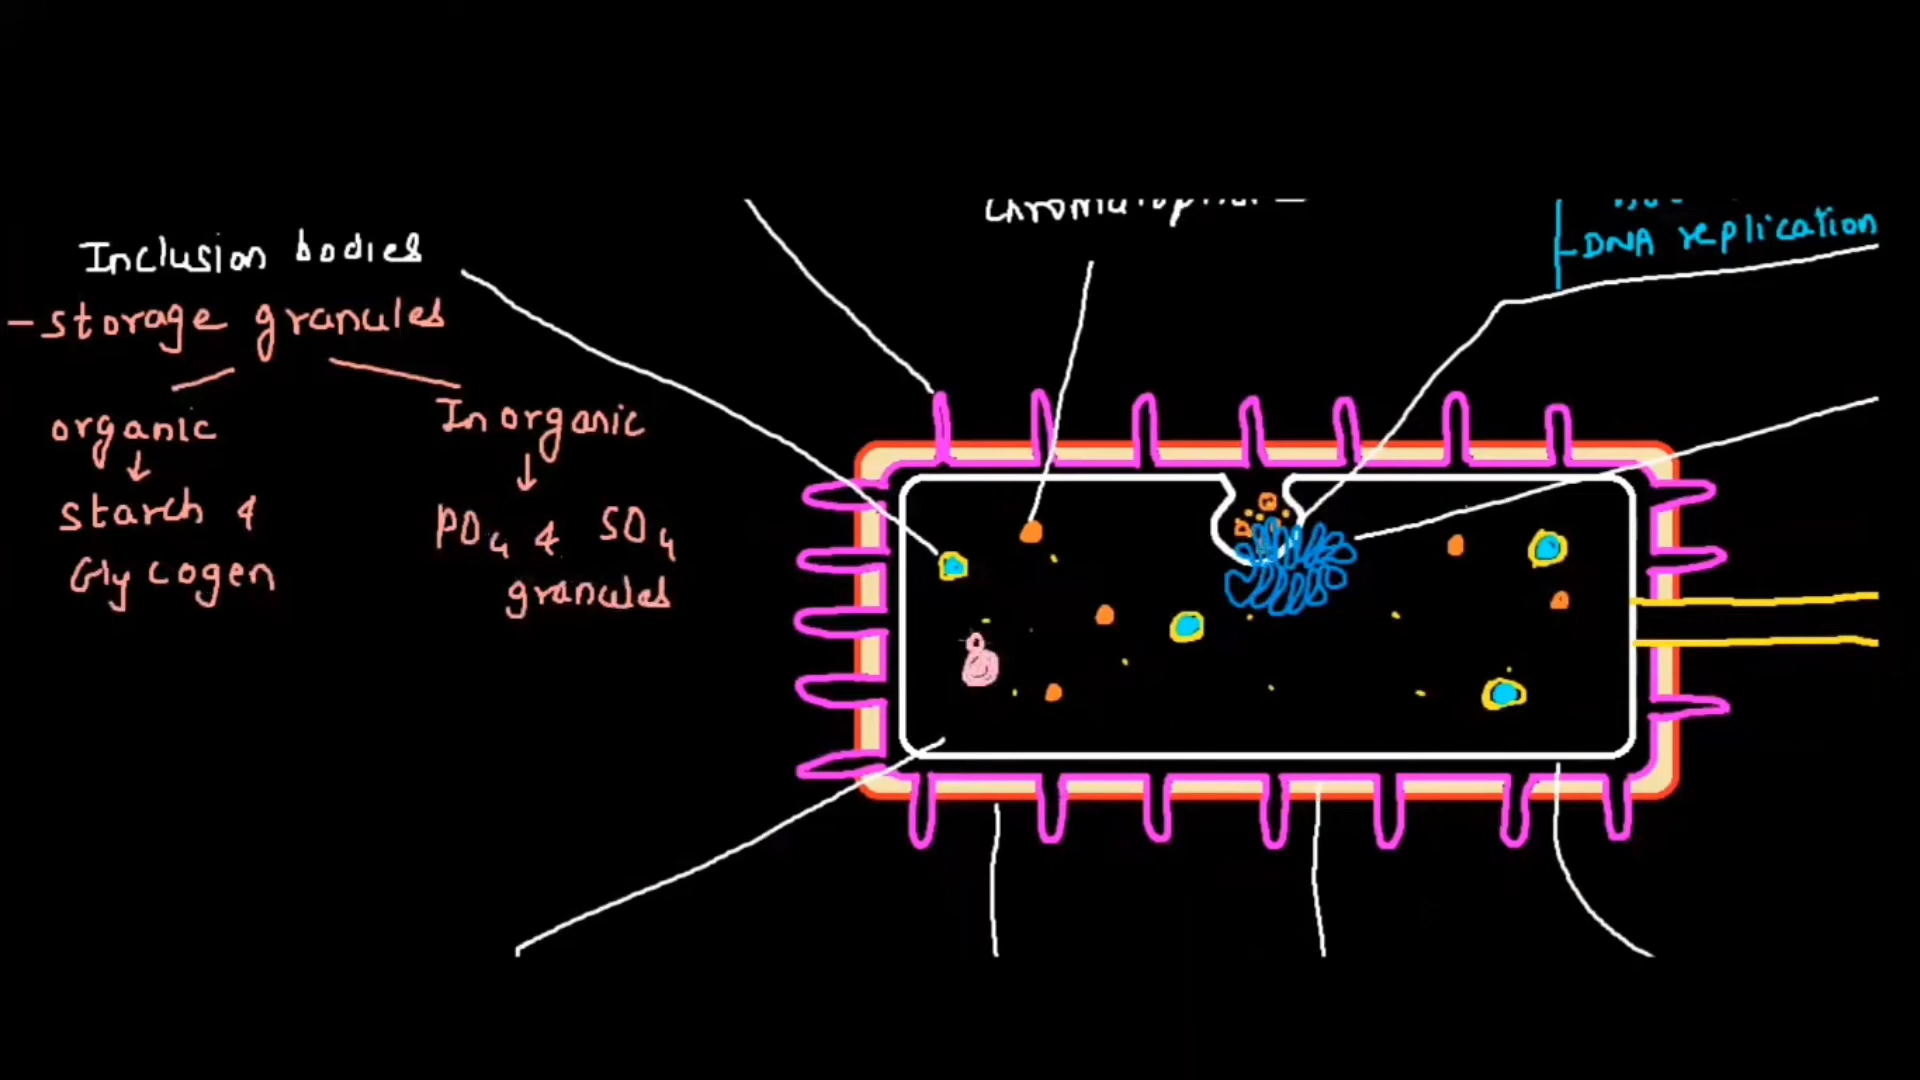 Inclusion bodies
- storage granules
organic
↓
starch &
Glycogen
Inorganic
↓
PO₄ & SO₄
granules
- DNA replication